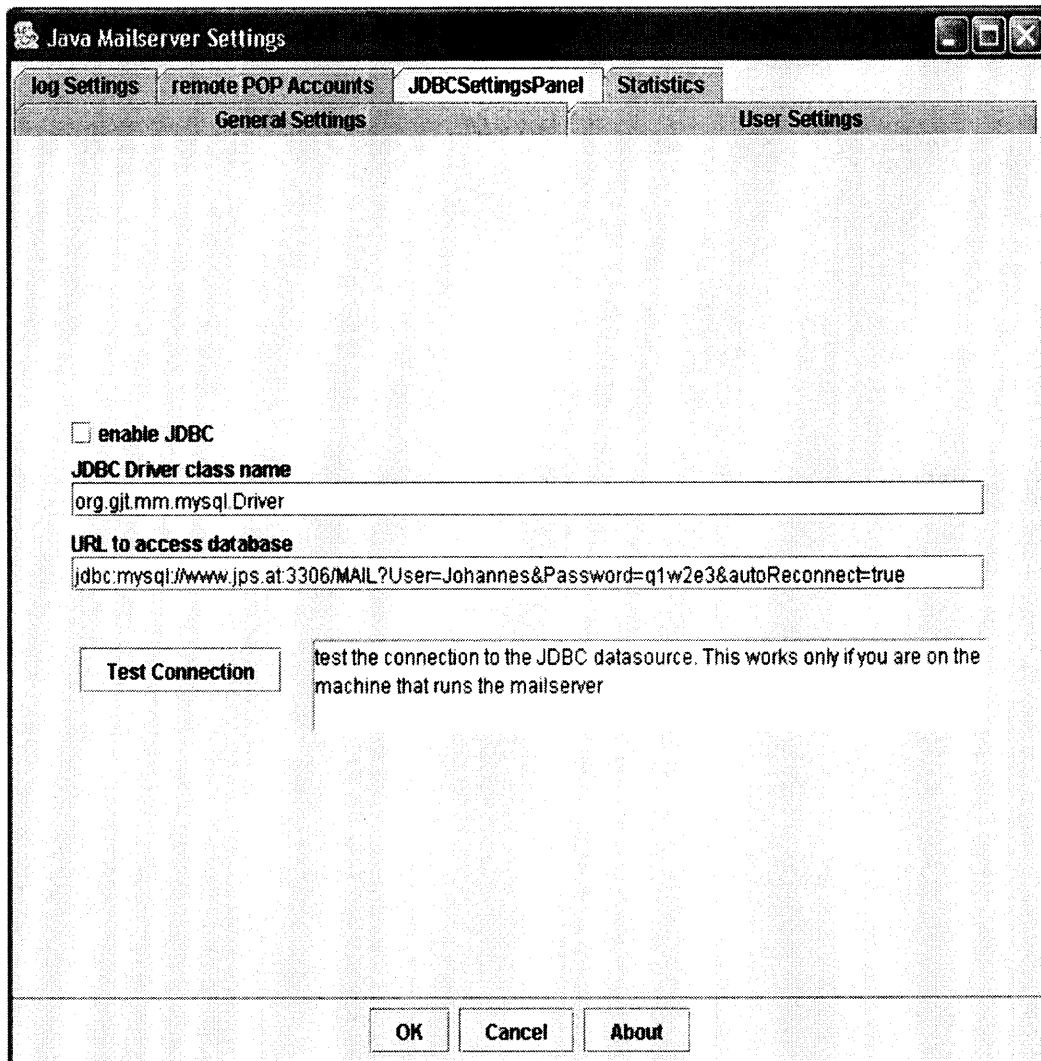 Java Mailserver Settings
log Settings remote POP Accounts JDBCSettingsPanel Statistics
General Settings User Settings
enable JDBC
JDBC Driver class name
org.gjt.mm.mysql.Driver
URL to access database
jdbc:mysql://www.jps.at:3306/MAIL?User=Johannes&Password=q1w2e3&autoReconnect=true
Test Connection
test the connection to the JDBC datasource. This works only if you are on the
machine that runs the mailserver
OK Cancel About